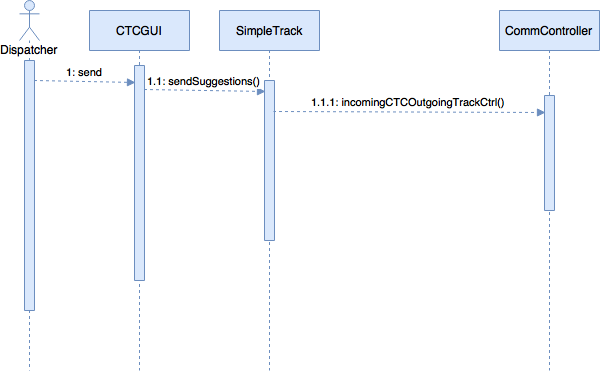 CTCGUI
SimpleTrack
CommController
Dispatcher
1: send
1.1: sendSuggestions()
1.1.1: incomingCTCOutgoingTrackCtrl()